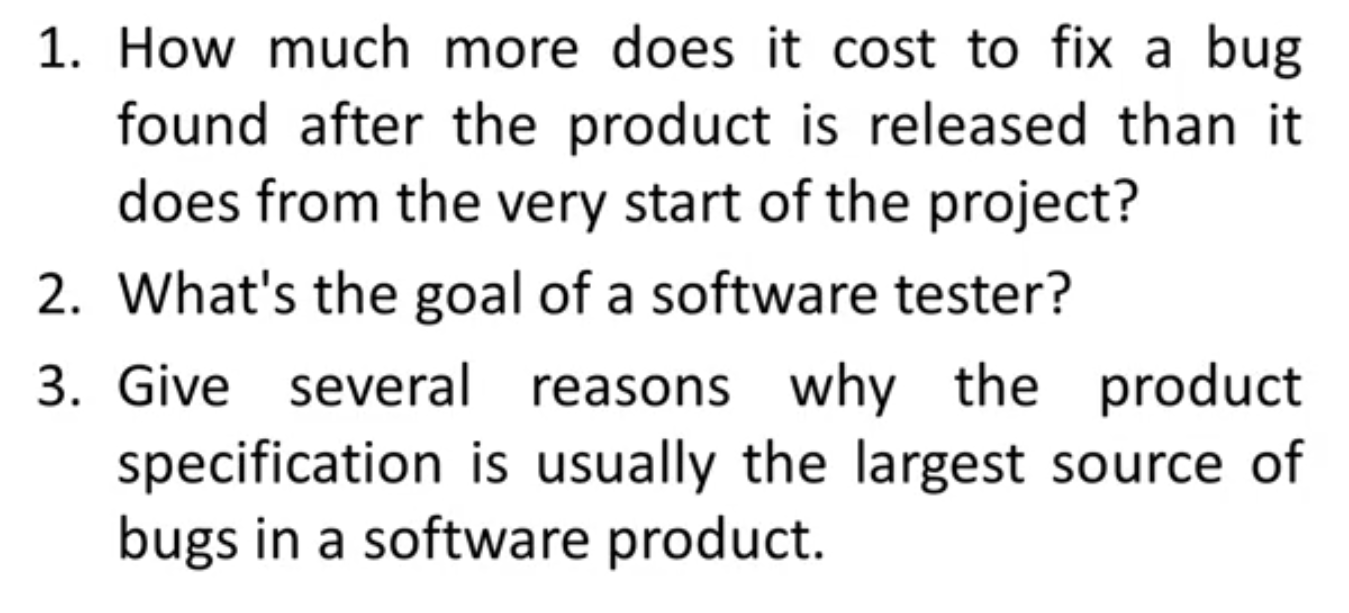 1. How much more does it cost to fix a bug
found after the product is released than it
does from the very start of the project?
2. What's the goal of a software tester?
3. Give several reasons why the product
specification is usually the largest source of
bugs in a software product.